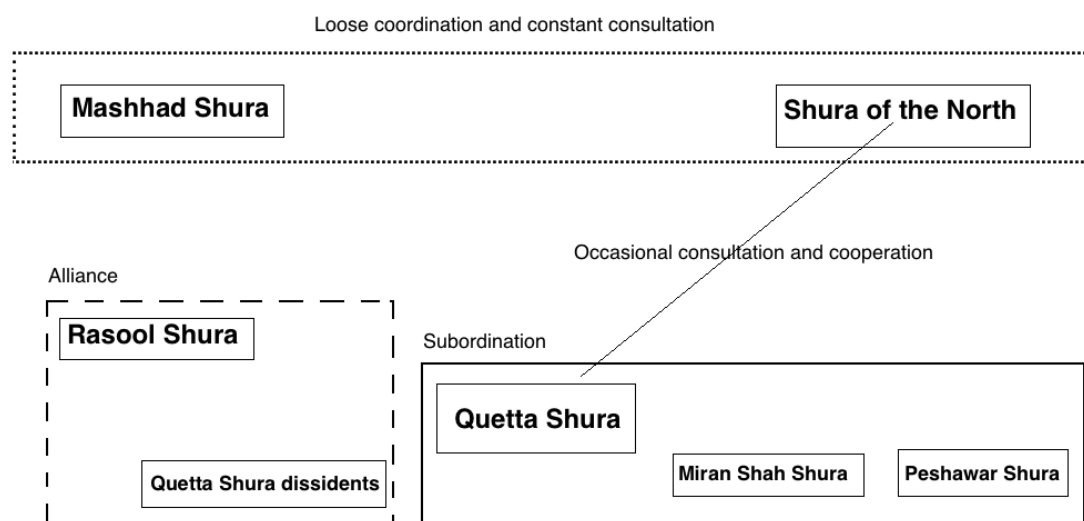 Loose coordination and constant consultation
Mashhad Shura
Shura of the North
Occasional consultation and cooperation
Alliance
Rasool Shura
Subordination
Quetta Shura
Quetta Shura dissidents
Miran Shah Shura
Peshawar Shura